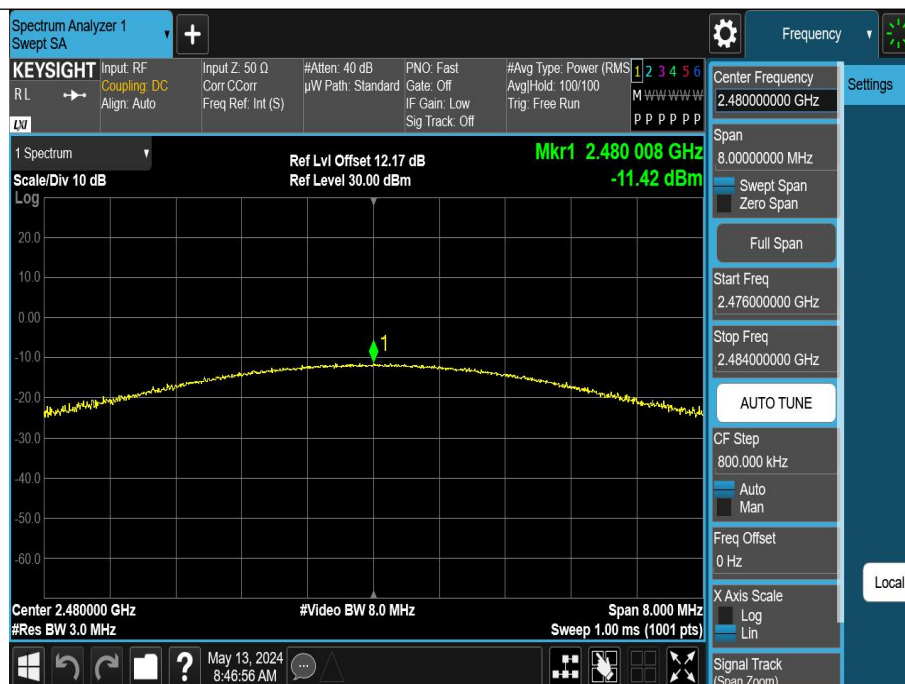 Spectrum Analyzer 1
Swept SA
+
Frequency
KEYSIGHT
RL
LXI
Input: RF
Coupling: DC
Align: Auto
Input Z: 50 Ω
Corr CCorr
Freq Ref: Int (S)
#Atten: 40 dB
µW Path: Standard
PNO: Fast
Gate: Off
IF Gain: Low
Sig Track: Off
#Avg Type: Power (RMS
Avg|Hold: 100/100
Trig: Free Run
1 2 3 4 5 6
M W W W W W
P P P P P P
1 Spectrum
Scale/Div 10 dB
Log
Ref Lvl Offset 12.17 dB
Ref Level 30.00 dBm
Mkr1 2.480 008 GHz
-11.42 dBm
20.0
10.0
0.00
-10.0
-20.0
-30.0
-40.0
-50.0
-60.0
1
Center 2.480000 GHz
#Res BW 3.0 MHz
#Video BW 8.0 MHz
Span 8.000 MHz
Sweep 1.00 ms (1001 pts)
Center Frequency
2.480000000 GHz
Span
8.00000000 MHz
Swept Span
Zero Span
Full Span
Start Freq
2.476000000 GHz
Stop Freq
2.484000000 GHz
AUTO TUNE
CF Step
800.000 kHz
Auto
Man
Freq Offset
0 Hz
X Axis Scale
Log
Lin
Signal Track
(Span Zoom)
Settings
Local
?
May 13, 2024
8:46:56 AM